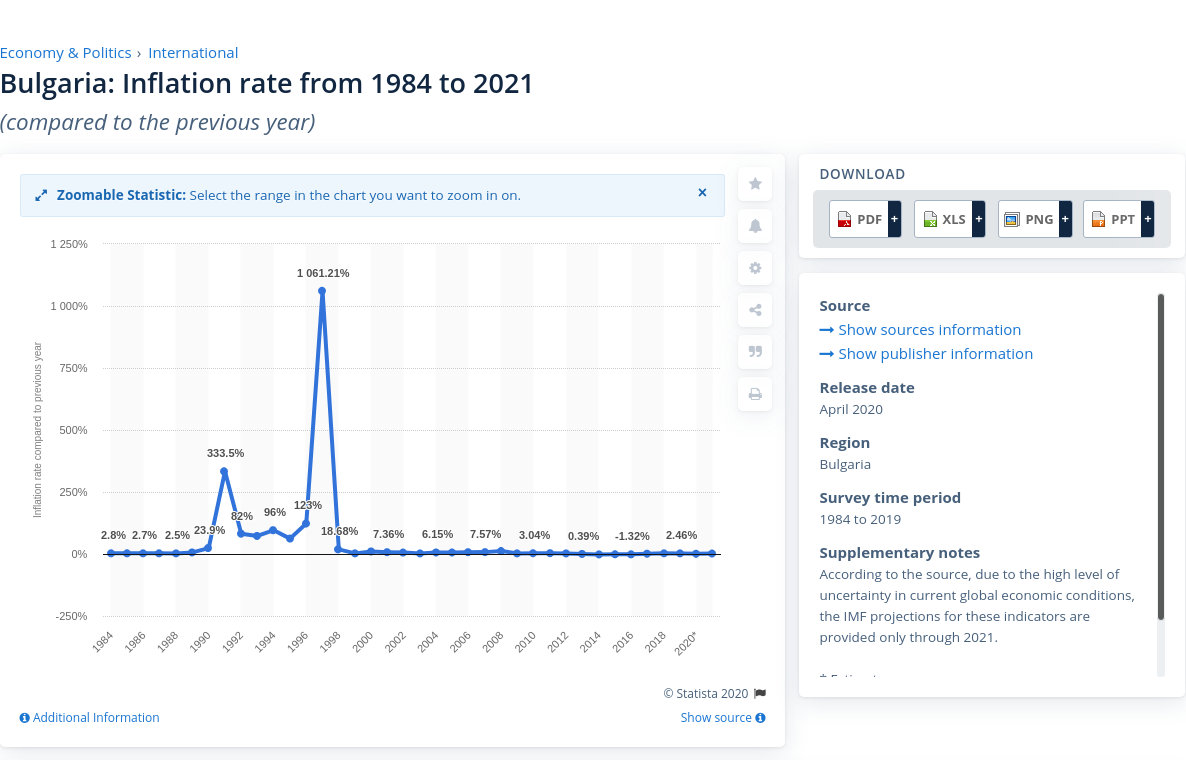 Economy & Politics › International
Bulgaria: Inflation rate from 1984 to 2021
(compared to the previous year)
Zoomable Statistic: Select the range in the chart you want to zoom in on.
×
Inflation rate compared to previous year
1 250%
1 000%
750%
500%
250%
0%
-250%
2.8%
2.7%
2.5%
23.9%
333.5%
82%
96%
123%
1 061.21%
18.68%
7.36%
6.15%
7.57%
3.04%
0.39%
-1.32%
2.46%
1984
1986
1988
1990
1992
1994
1996
1998
2000
2002
2004
2006
2008
2010
2012
2014
2016
2018
2020*
© Statista 2020
Additional Information
Show source
DOWNLOAD
PDF +
XLS +
PNG +
PPT +
Source
Show sources information
Show publisher information
Release date
April 2020
Region
Bulgaria
Survey time period
1984 to 2019
Supplementary notes
According to the source, due to the high level of
uncertainty in current global economic conditions,
the IMF projections for these indicators are
provided only through 2021.